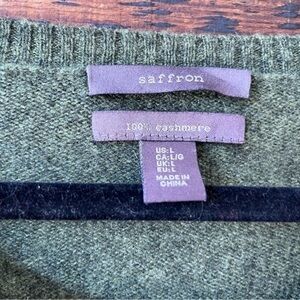 saffron
100% cashmere
US: L
CA: L/G
UK: L
EU: L
MADE IN
CHINA